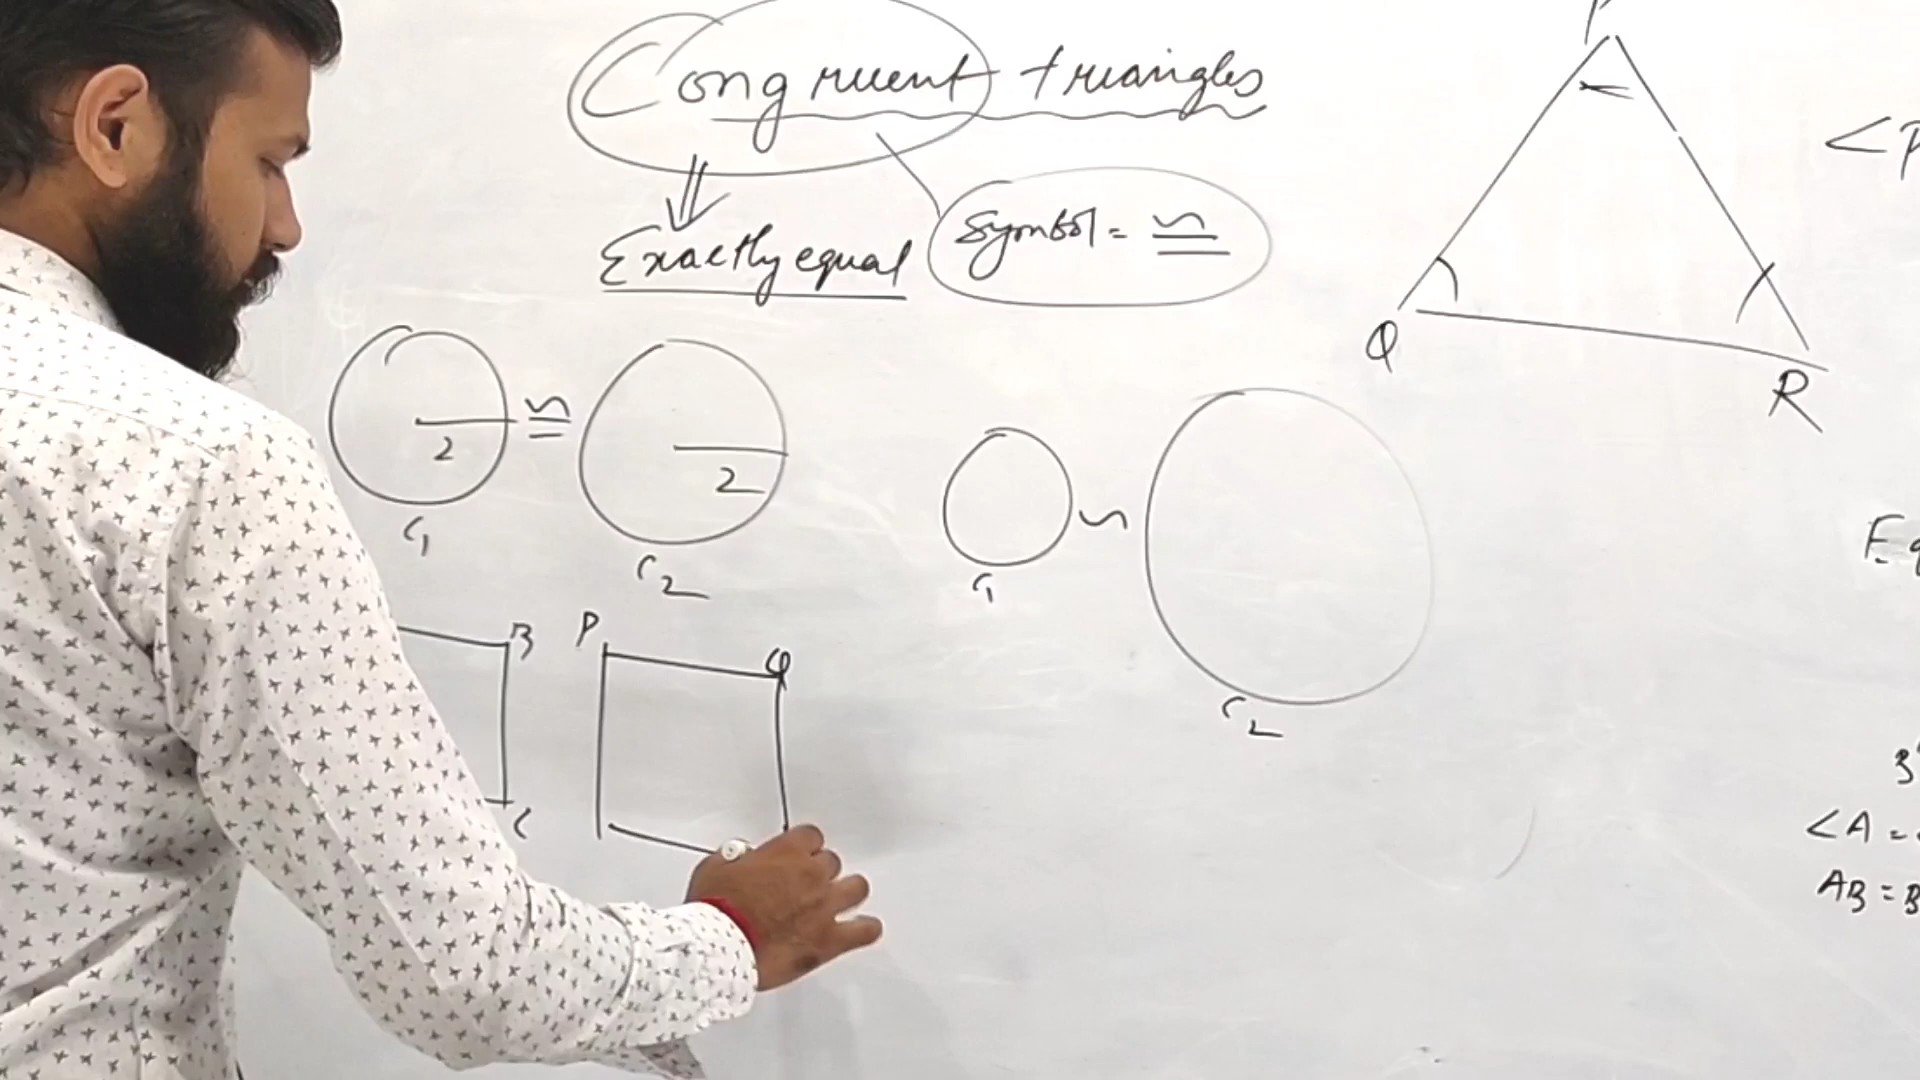 Congruent triangles
Exactly equal
Symbol = ≅
Q
R
2 ≅ 2
C1
C2
~
C1
C2
B
C
P
Q
∠P
∠A =
AB = B